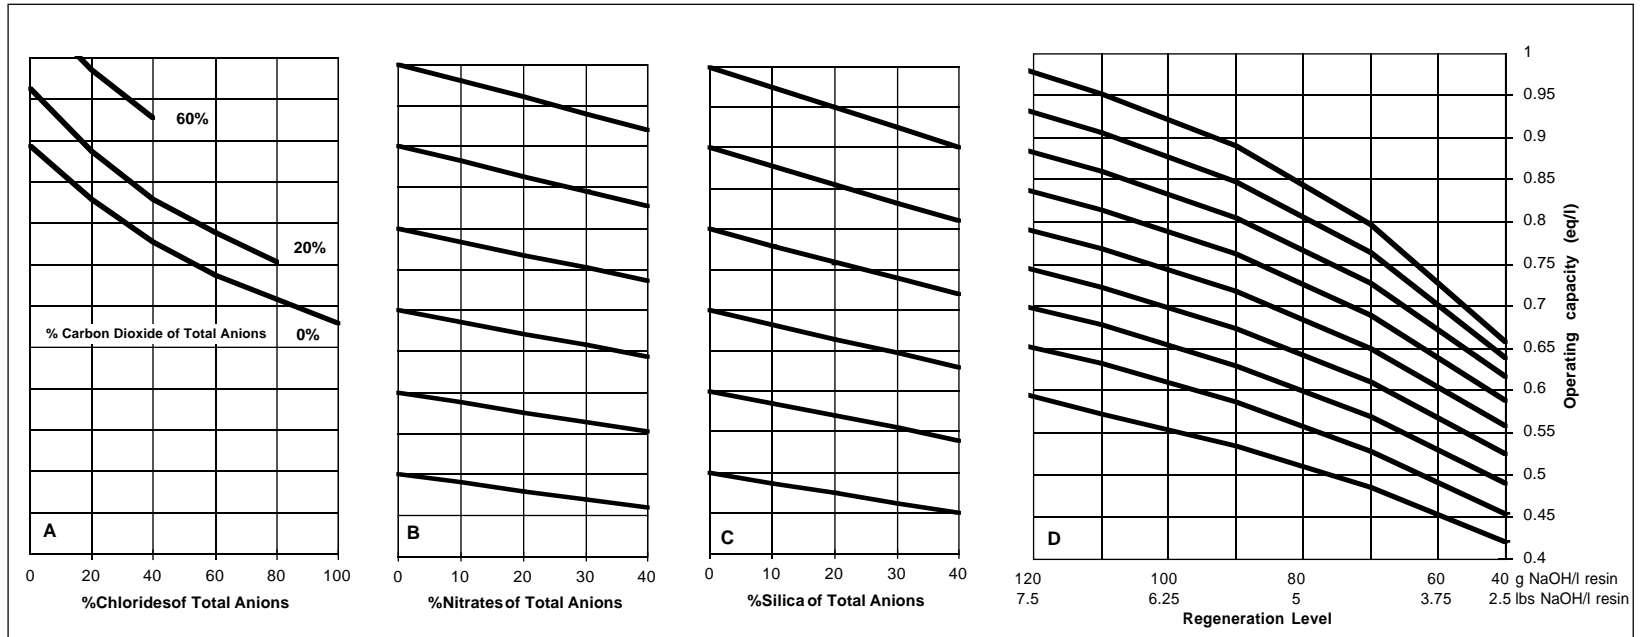 60%
20%
% Carbon Dioxide of Total Anions 0%
A
0 20 40 60 80 100
%Chloridesof Total Anions
B
0 10 20 30 40
%Nitrates of Total Anions
C
0 10 20 30 40
%Silica of Total Anions
D
1
0.95
0.9
0.85
0.8
0.75
0.7
0.65
0.6
0.55
0.5
0.45
0.4
Operating capacity (eq/l)
120 100 80 60 40 g NaOH/l resin
7.5 6.25 5 3.75 2.5 lbs NaOH/l resin
Regeneration Level